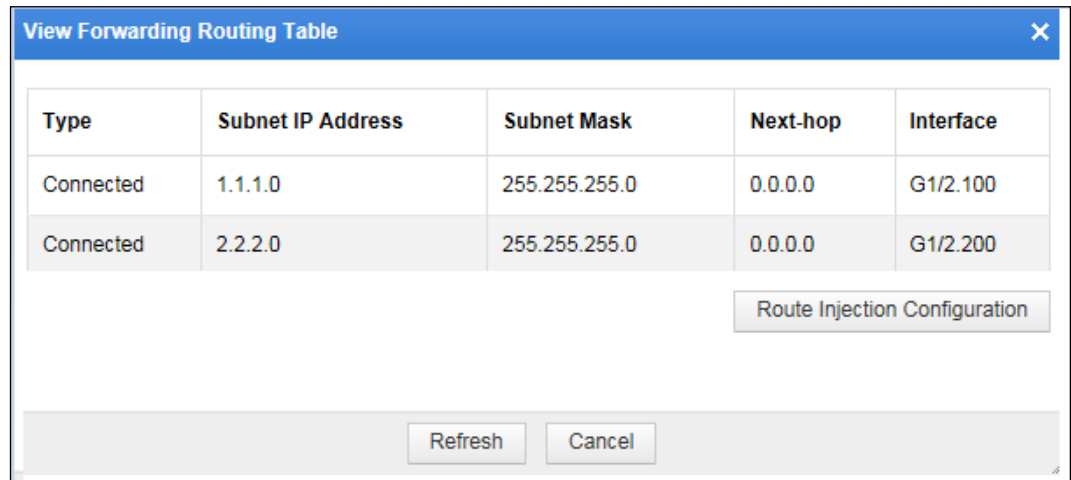 View Forwarding Routing Table
Type Subnet IP Address Subnet Mask Next-hop Interface
Connected 1.1.1.0 255.255.255.0 0.0.0.0 G1/2.100
Connected 2.2.2.0 255.255.255.0 0.0.0.0 G1/2.200
Route Injection Configuration
Refresh Cancel